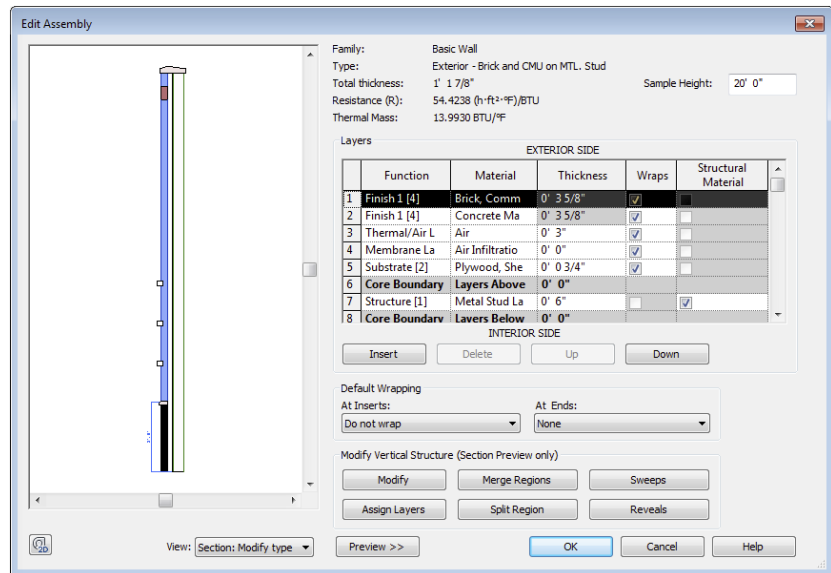 Edit Assembly
Family: Basic Wall
Type: Exterior - Brick and CMU on MTL. Stud
Total thickness: 1' 1 7/8" Sample Height: 20' 0"
Resistance (R): 54.4238 (h·ft²·°F)/BTU
Thermal Mass: 13.9930 BTU/°F
Layers
EXTERIOR SIDE
Function Material Thickness Wraps Structural Material
1 Finish 1 [4] Brick, Comm 0' 3 5/8"
2 Finish 1 [4] Concrete Ma 0' 3 5/8"
3 Thermal/Air L Air 0' 3"
4 Membrane La Air Infiltratio 0' 0"
5 Substrate [2] Plywood, She 0' 0 3/4"
6 Core Boundary Layers Above 0' 0"
7 Structure [1] Metal Stud La 0' 6"
8 Core Boundary Layers Below 0' 0"
INTERIOR SIDE
Insert Delete Up Down
Default Wrapping
At Inserts: At Ends:
Do not wrap None
Modify Vertical Structure (Section Preview only)
Modify Merge Regions Sweeps
Assign Layers Split Region Reveals
2D View: Section: Modify type Preview >> OK Cancel Help